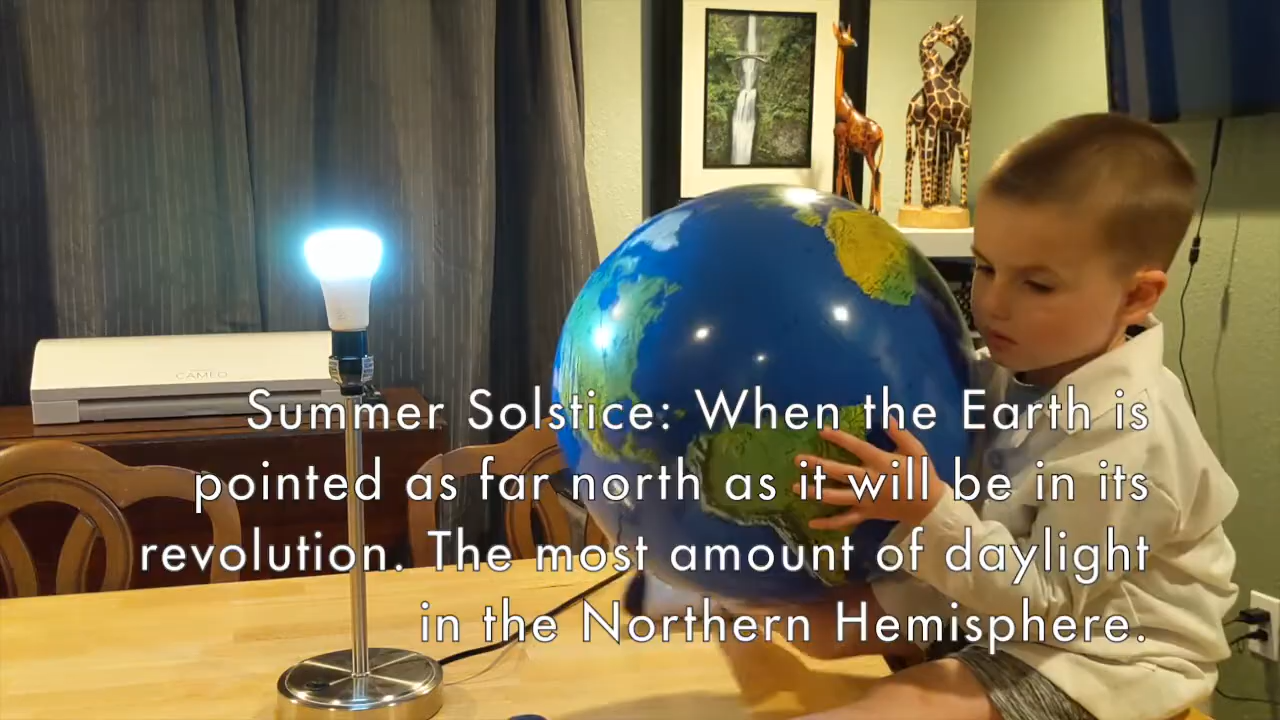 CAMEO
Summer Solstice: When the Earth is
pointed as far north as it will be in its
revolution. The most amount of daylight
in the Northern Hemisphere.